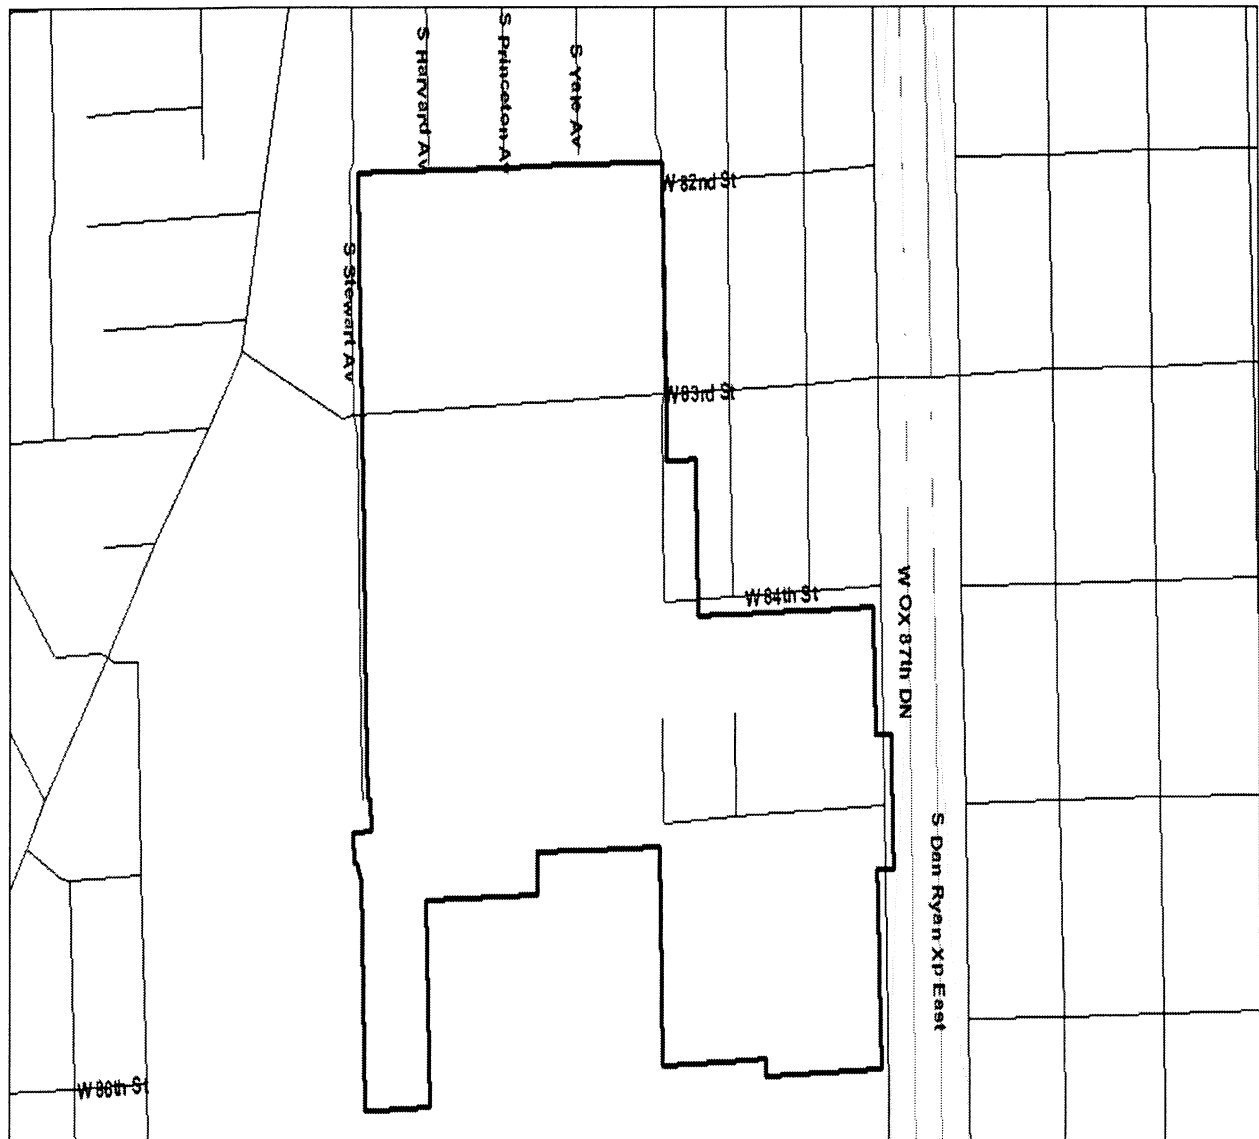 S Harvard Av
S Princeton Av
S Yale Av
W 82nd St
S Stewart Av
W 83rd St
W 84th St
W OX 87th DN
S Dan Ryan Xp East
W 86th St